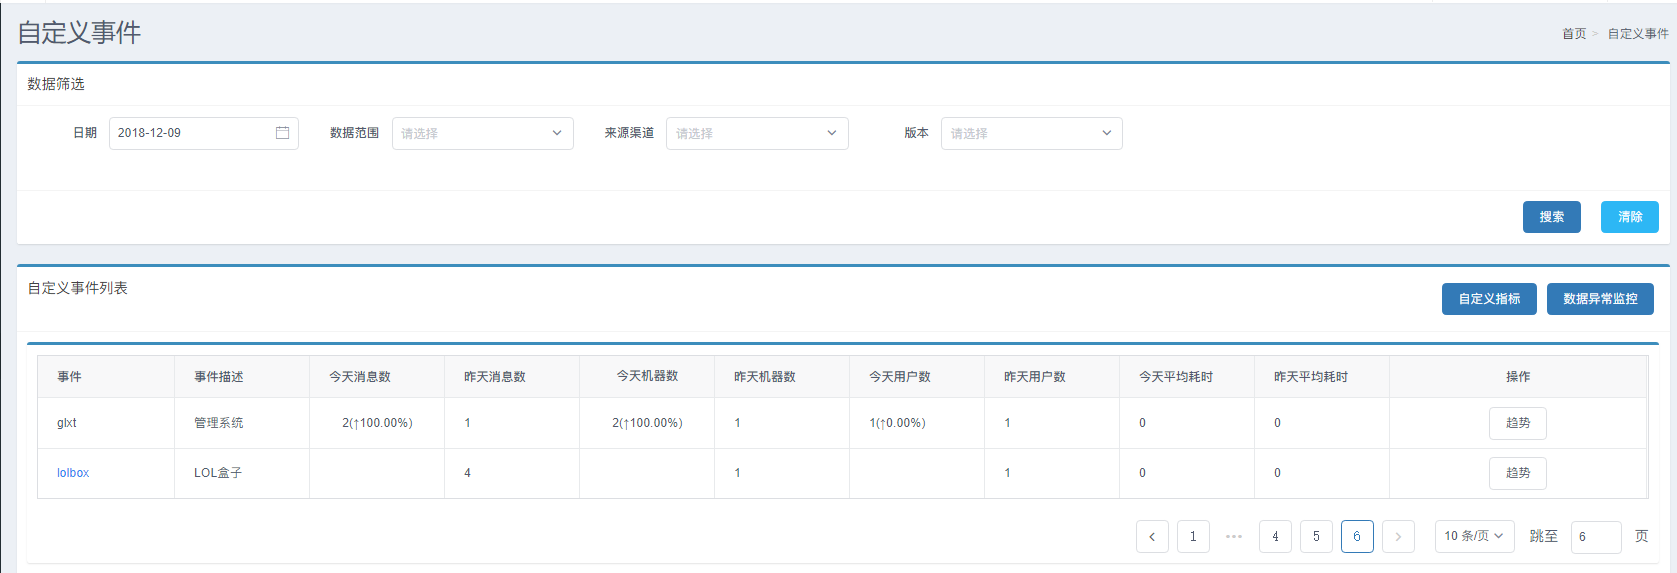 自定义事件
首页 > 自定义事件
数据筛选
日期 2018-12-09 数据范围 请选择 来源渠道 请选择 版本 请选择
搜索 清除
自定义事件列表
自定义指标 数据异常监控
事件 事件描述 今天消息数 昨天消息数 今天机器数 昨天机器数 今天用户数 昨天用户数 今天平均耗时 昨天平均耗时 操作
glxt 管理系统 2(↑100.00%) 1 2(↑100.00%) 1 1(↑0.00%) 1 0 0 趋势
lolbox LOL盒子 4 1 1 0 0 趋势
< 1 ••• 4 5 6 > 10 条/页 跳至 6 页